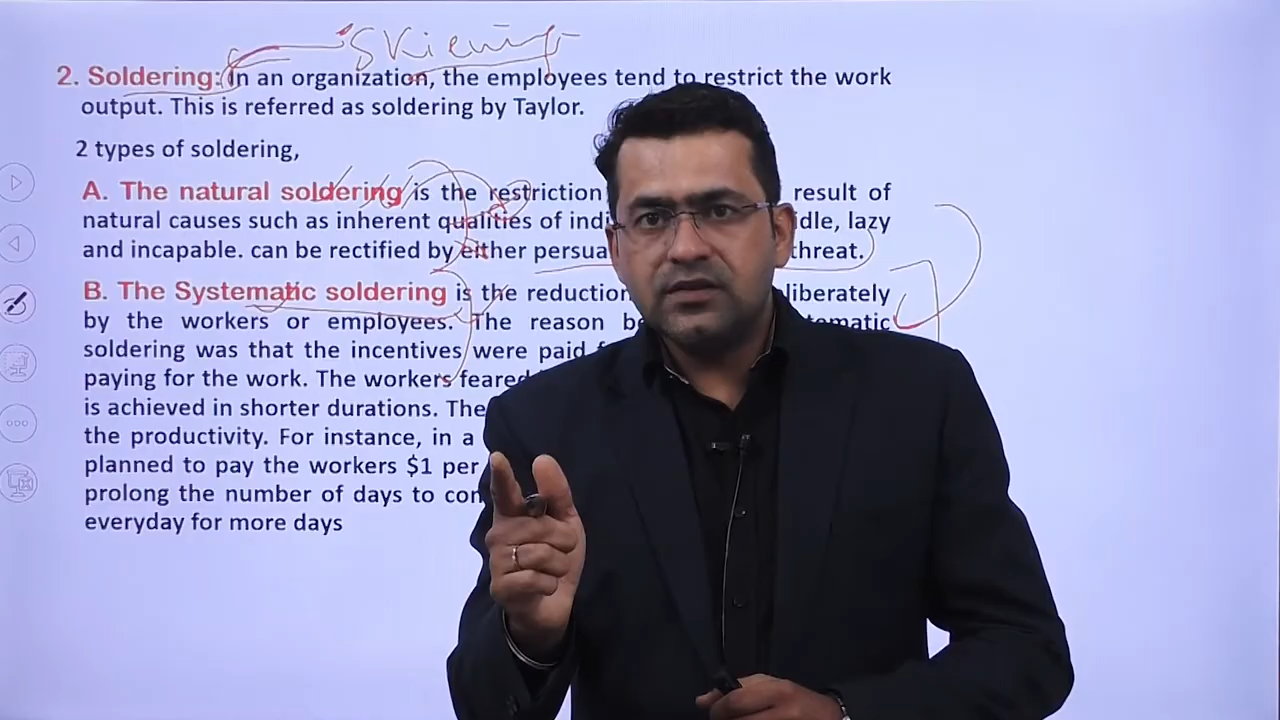 Skiening
2. Soldering: In an organization, the employees tend to restrict the work
output. This is referred as soldering by Taylor.
2 types of soldering,
A. The natural soldering is the restriction result of
natural causes such as inherent qualities of indi idle, lazy
and incapable. can be rectified by either persua threat.
B. The Systematic soldering is the reduction liberately
by the workers or employees. The reason be tematic
soldering was that the incentives were paid f
paying for the work. The workers feared
is achieved in shorter durations. The
the productivity. For instance, in a
planned to pay the workers $1 per
prolong the number of days to con
everyday for more days